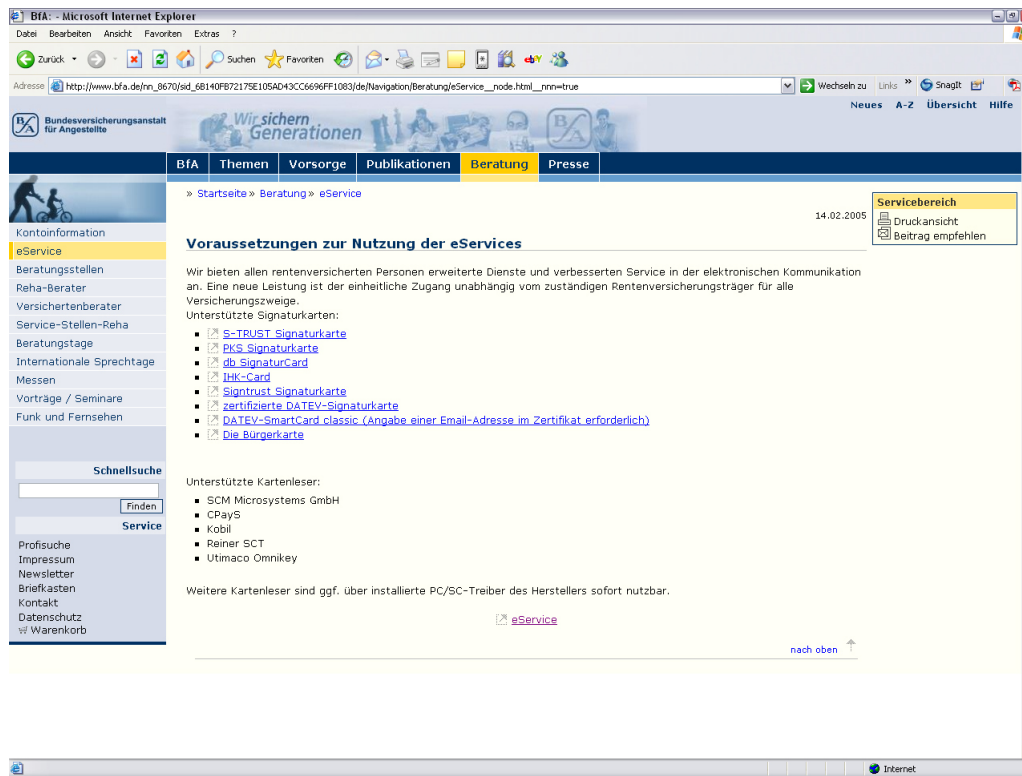 BfA: - Microsoft Internet Explorer
Datei Bearbeiten Ansicht Favoriten Extras ?
Zurück Suchen Favoriten
Adresse http://www.bfa.de/nn_8670/sid_6B140FB72175E105AD43CC6696FF1083/de/Navigation/Beratung/eService__node.html__nnn=true Wechseln zu Links » SnagIt
Neues A-Z Übersicht Hilfe
Bundesversicherungsanstalt
für Angestellte
Wir sichern
Generationen
BfA Themen Vorsorge Publikationen Beratung Presse
» Startseite » Beratung » eService
14.02.2005
Servicebereich
Druckansicht
Beitrag empfehlen
Kontoinformation
eService
Beratungsstellen
Reha-Berater
Versichertenberater
Service-Stellen-Reha
Beratungstage
Internationale Sprechtage
Messen
Vorträge / Seminare
Funk und Fernsehen
Schnellsuche
Finden
Service
Profisuche
Impressum
Newsletter
Briefkasten
Kontakt
Datenschutz
Warenkorb
Voraussetzungen zur Nutzung der eServices
Wir bieten allen rentenversicherten Personen erweiterte Dienste und verbesserten Service in der elektronischen Kommunikation
an. Eine neue Leistung ist der einheitliche Zugang unabhängig vom zuständigen Rentenversicherungsträger für alle
Versicherungszweige.
Unterstützte Signaturkarten:
S-TRUST Signaturkarte
PKS Signaturkarte
db SignaturCard
IHK-Card
Signtrust Signaturkarte
zertifizierte DATEV-Signaturkarte
DATEV-SmartCard classic (Angabe einer Email-Adresse im Zertifikat erforderlich)
Die Bürgerkarte
Unterstützte Kartenleser:
SCM Microsystems GmbH
CPayS
Kobil
Reiner SCT
Utimaco Omnikey
Weitere Kartenleser sind ggf. über installierte PC/SC-Treiber des Herstellers sofort nutzbar.
eService
nach oben
Internet